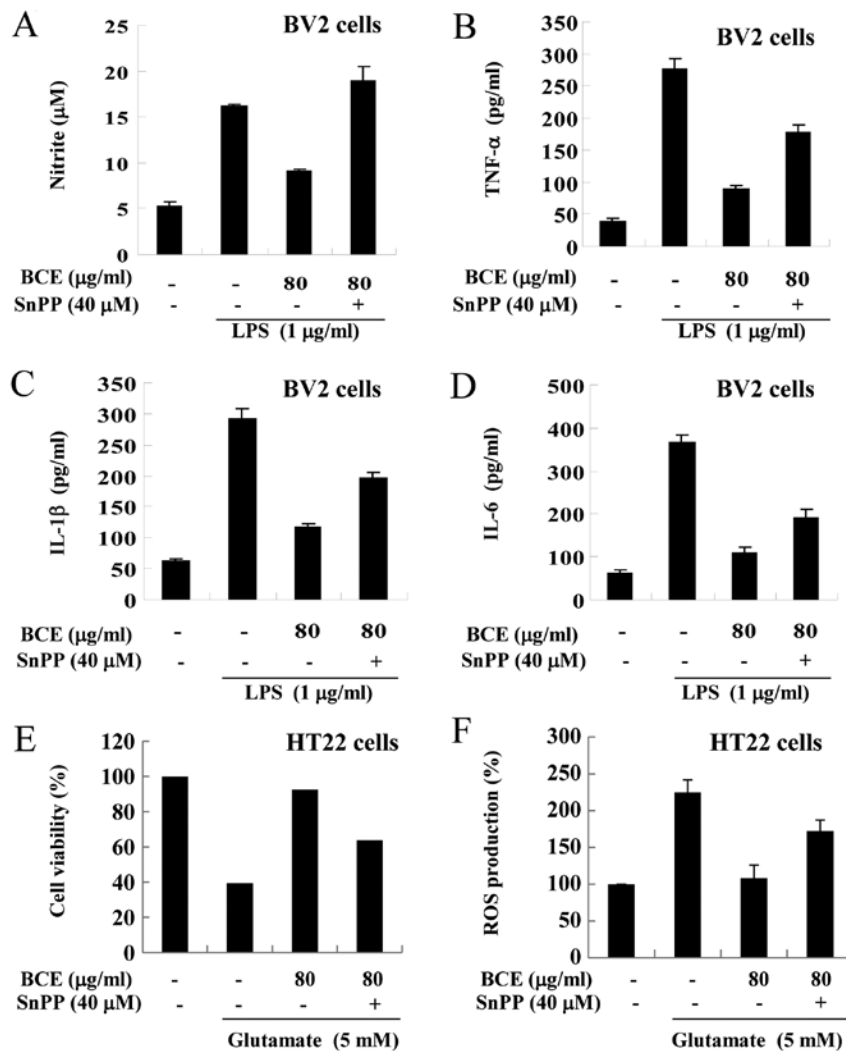 A
BV2 cells
Nitrite (μM)
25
20
15
10
5
0
BCE (μg/ml) - - 80 80
SnPP (40 μM) - - - +
LPS (1 μg/ml)
B
BV2 cells
TNF-α (pg/ml)
350
300
250
200
150
100
50
0
BCE (μg/ml) - - 80 80
SnPP (40 μM) - - - +
LPS (1 μg/ml)
C
BV2 cells
IL-1β (pg/ml)
350
300
250
200
150
100
50
0
BCE (μg/ml) - - 80 80
SnPP (40 μM) - - - +
LPS (1 μg/ml)
D
BV2 cells
IL-6 (pg/ml)
500
400
300
200
100
0
BCE (μg/ml) - - 80 80
SnPP (40 μM) - - - +
LPS (1 μg/ml)
E
HT22 cells
Cell viability (%)
120
100
80
60
40
20
0
BCE (μg/ml) - - 80 80
SnPP (40 μM) - - - +
Glutamate (5 mM)
F
HT22 cells
ROS production (%)
300
250
200
150
100
50
0
BCE (μg/ml) - - 80 80
SnPP (40 μM) - - - +
Glutamate (5 mM)